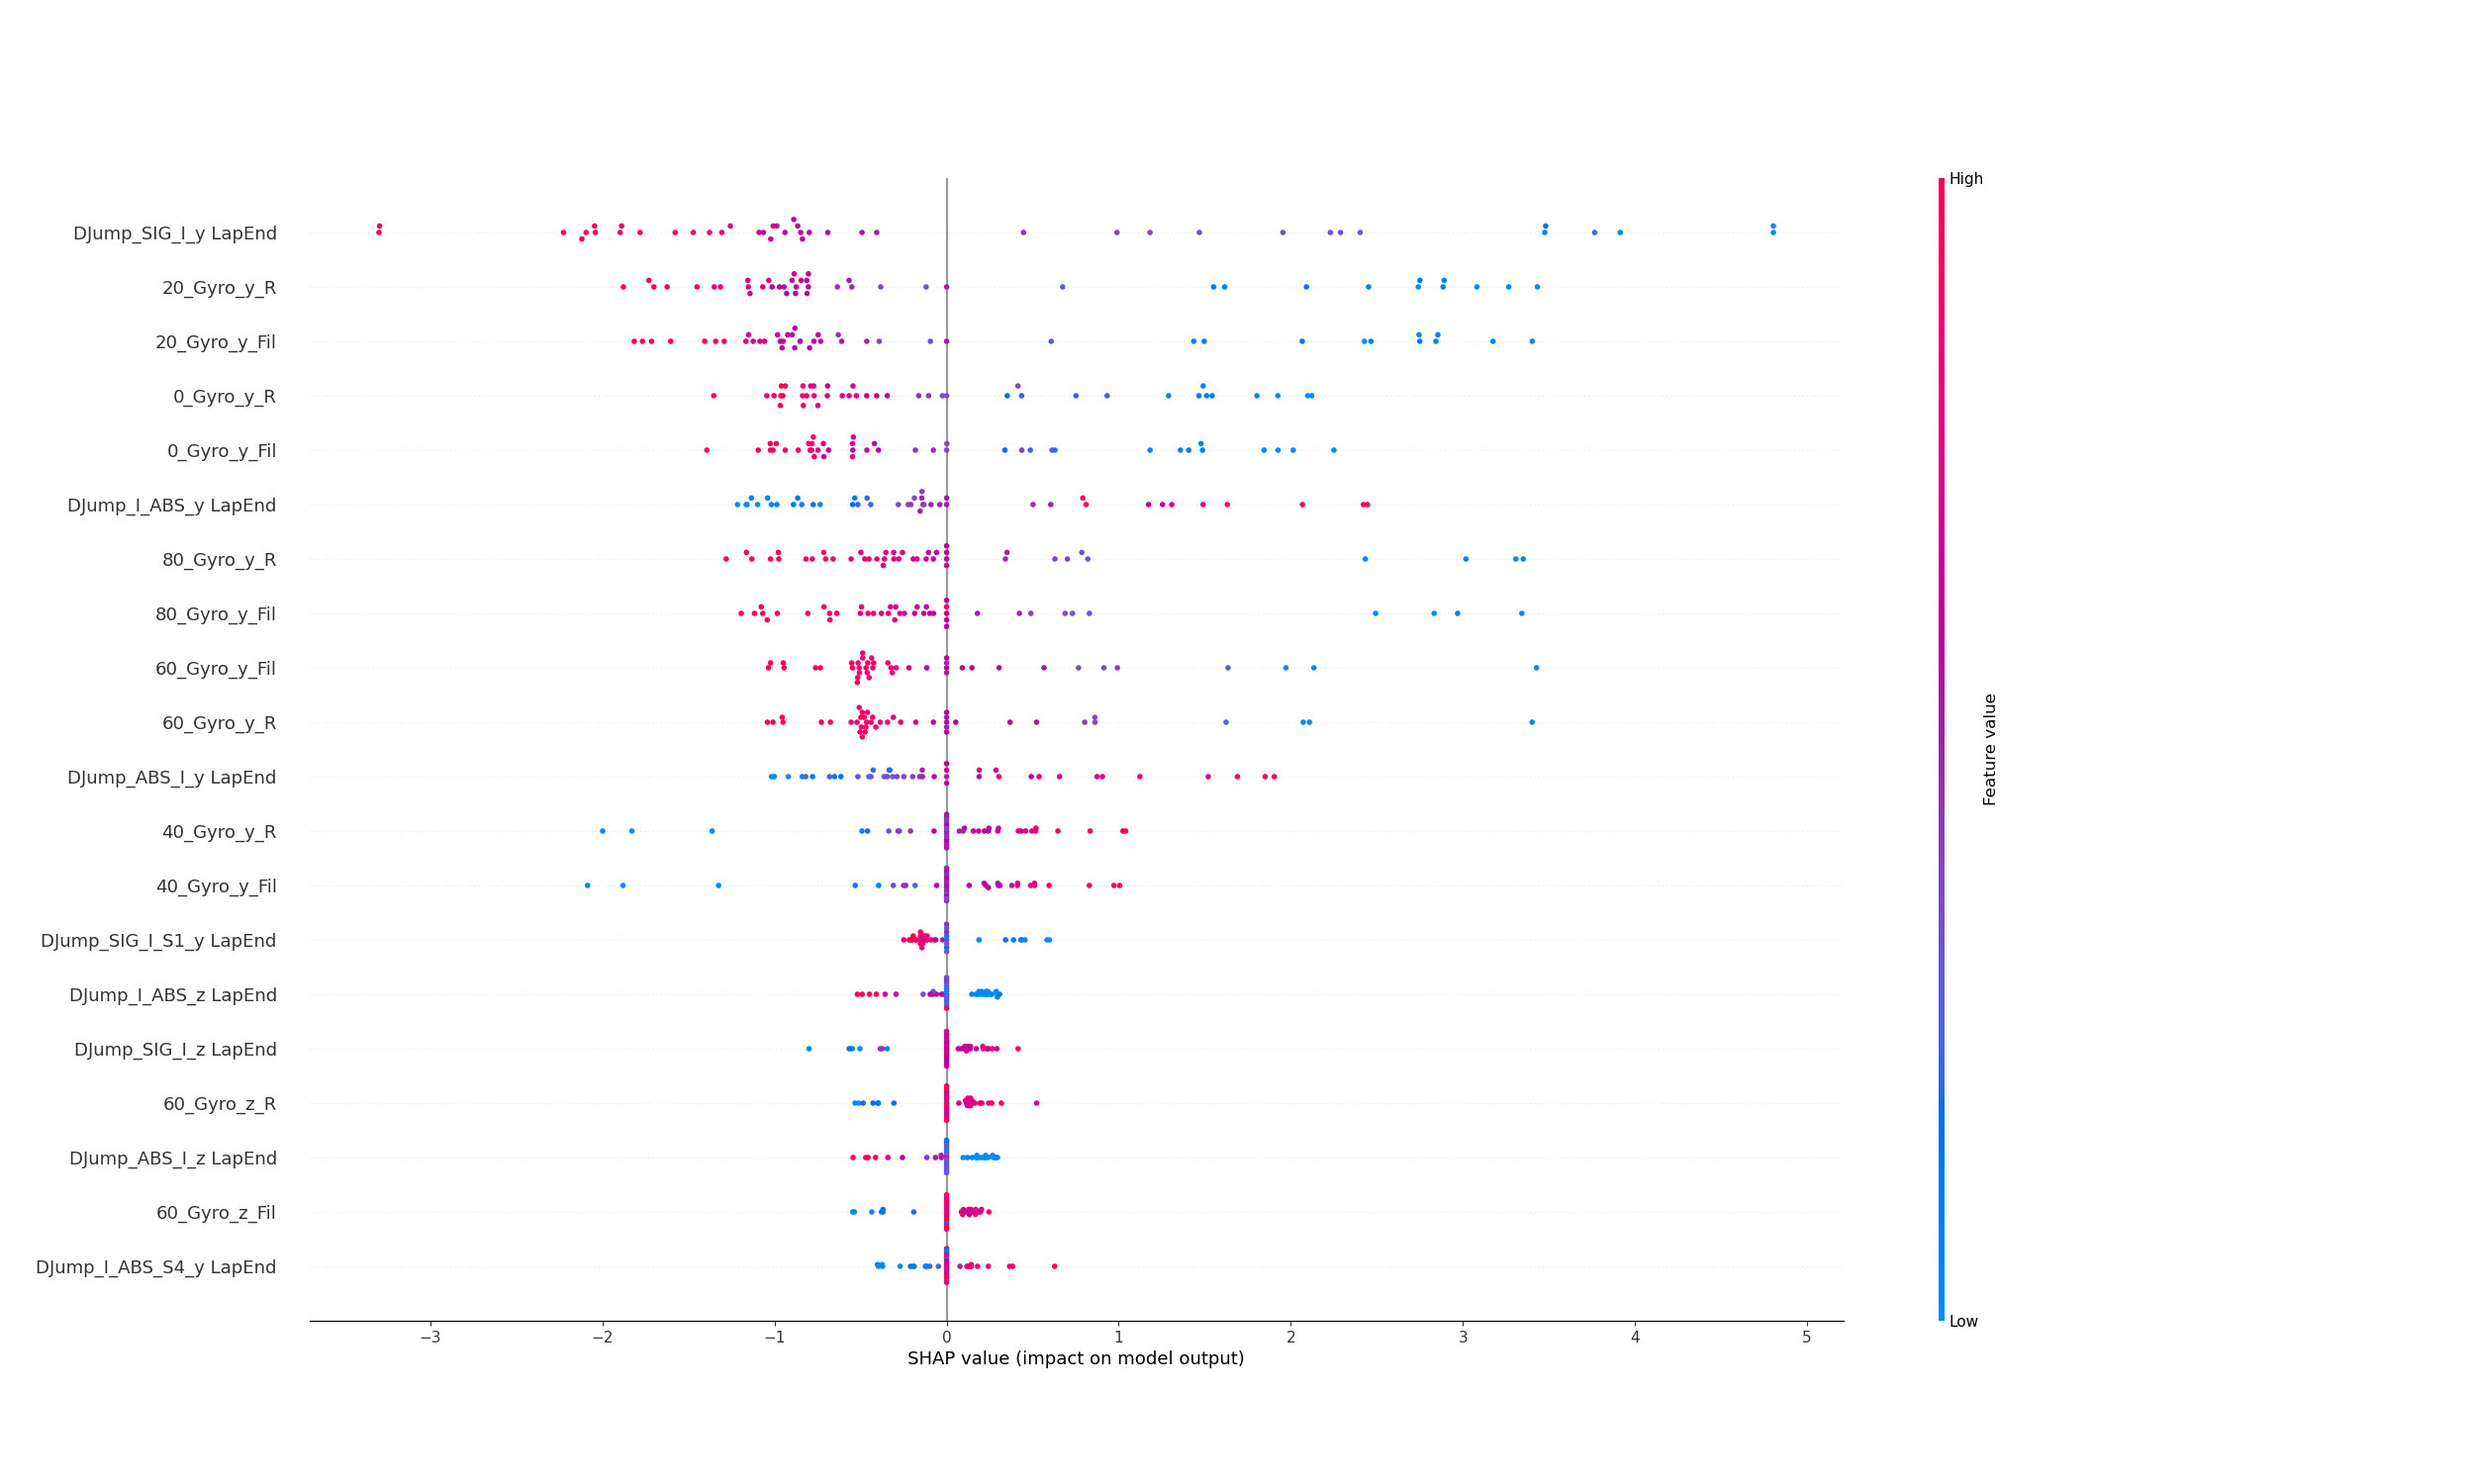 High
DJump_SIG_I_y LapEnd
20_Gyro_y_R
20_Gyro_y_Fil
0_Gyro_y_R
0_Gyro_y_Fil
DJump_I_ABS_y LapEnd
80_Gyro_y_R
80_Gyro_y_Fil
60_Gyro_y_Fil
60_Gyro_y_R
DJump_ABS_I_y LapEnd
40_Gyro_y_R
40_Gyro_y_Fil
DJump_SIG_I_S1_y LapEnd
DJump_I_ABS_z LapEnd
DJump_SIG_I_z LapEnd
60_Gyro_z_R
DJump_ABS_I_z LapEnd
60_Gyro_z_Fil
DJump_I_ABS_S4_y LapEnd
Feature value
Low
−3 −2 −1 0 1 2 3 4 5
SHAP value (impact on model output)